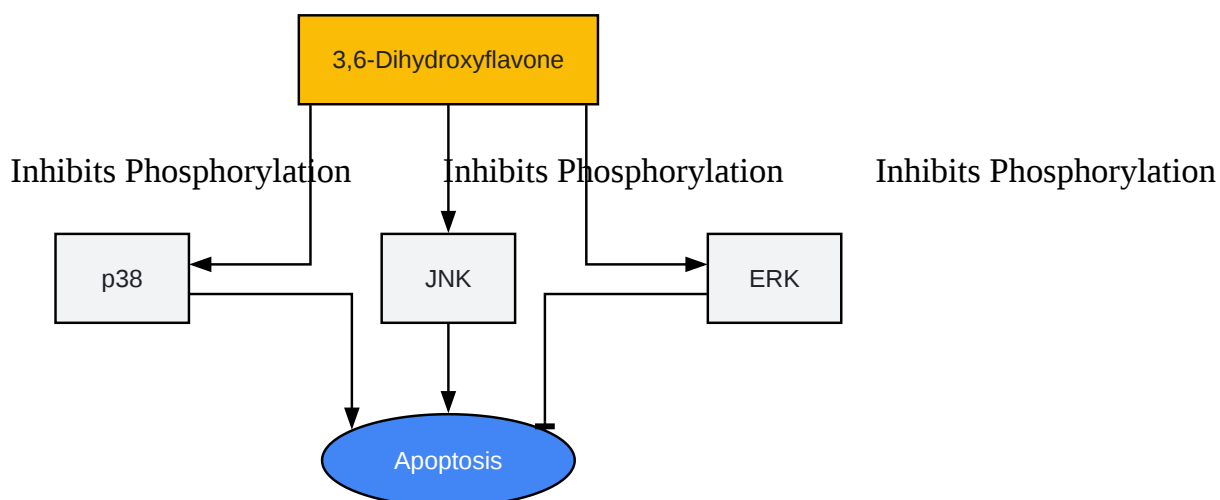 3,6-Dihydroxyflavone
Inhibits Phosphorylation
Inhibits Phosphorylation
Inhibits Phosphorylation
p38
JNK
ERK
Apoptosis